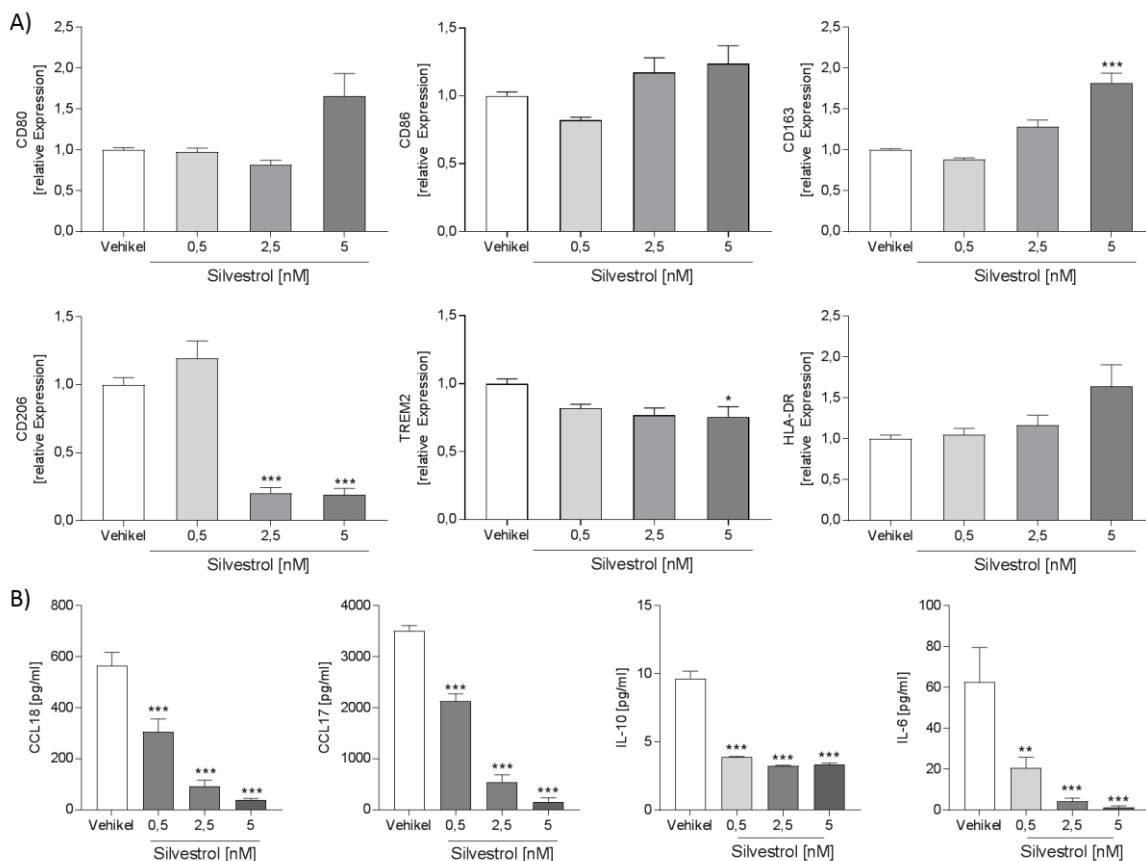 A)
CD80
[relative Expression]
2,5
2,0
1,5
1,0
0,5
0,0
Vehikel 0,5 2,5 5
Silvestrol [nM]
CD86
[relative Expression]
1,5
1,0
0,5
0,0
Vehikel 0,5 2,5 5
Silvestrol [nM]
CD163
[relative Expression]
2,5
2,0
1,5
1,0
0,5
0,0
***
Vehikel 0,5 2,5 5
Silvestrol [nM]
CD206
[relative Expression]
1,5
1,0
0,5
0,0
*** ***
Vehikel 0,5 2,5 5
Silvestrol [nM]
TREM2
[relative Expression]
1,5
1,0
0,5
0,0
*
Vehikel 0,5 2,5 5
Silvestrol [nM]
HLA-DR
[relative Expression]
2,5
2,0
1,5
1,0
0,5
0,0
Vehikel 0,5 2,5 5
Silvestrol [nM]
B)
CCL18 [pg/ml]
800
600
400
200
0
*** *** ***
Vehikel 0,5 2,5 5
Silvestrol [nM]
CCL17 [pg/ml]
4000
3000
2000
1000
0
*** *** ***
Vehikel 0,5 2,5 5
Silvestrol [nM]
IL-10 [pg/ml]
15
10
5
0
*** *** ***
Vehikel 0,5 2,5 5
Silvestrol [nM]
IL-6 [pg/ml]
100
80
60
40
20
0
** *** ***
Vehikel 0,5 2,5 5
Silvestrol [nM]